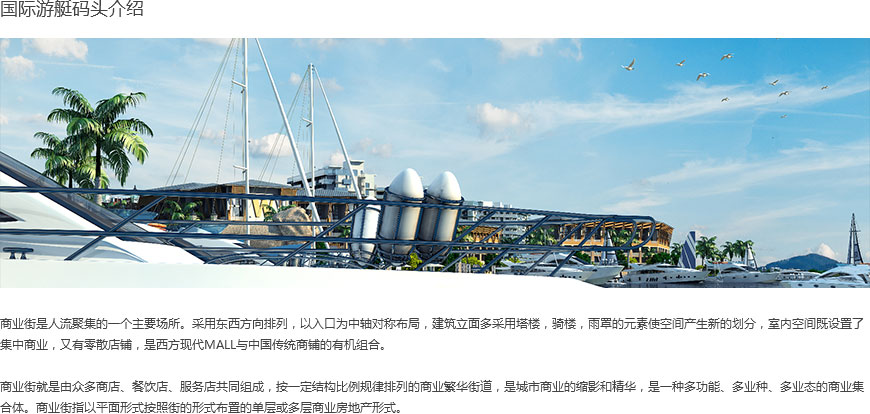 国际游艇码头介绍
商业街是人流聚集的一个主要场所。采用东西方向排列，以入口为中轴对称布局，建筑立面多采用塔楼，骑楼，雨罩的元素使空间产生新的划分，室内空间既设置了
集中商业，又有零散店铺，是西方现代MALL与中国传统商铺的有机组合。
商业街就是由众多商店、餐饮店、服务店共同组成，按一定结构比例规律排列的商业繁华街道，是城市商业的缩影和精华，是一种多功能、多业种、多业态的商业集
合体。商业街指以平面形式按照街的形式布置的单层或多层商业房地产形式。